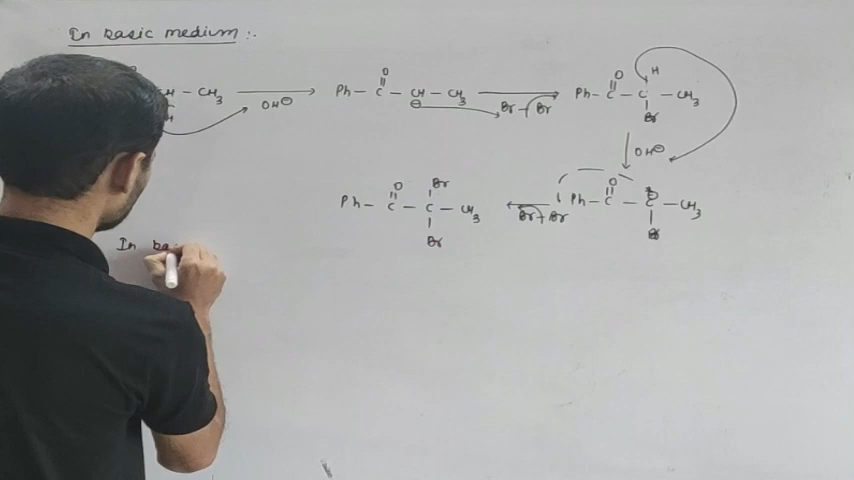 In basic medium :-
CH - CH3 OH⊖ Ph - C - CH - CH3 Br - Br Ph - C - C - CH3
O ⊖ O H Br
H
OH⊖
Ph - C - C - CH3 Br - Br Ph - C - C - CH3
O Br Br O ⊖ Br
In ba